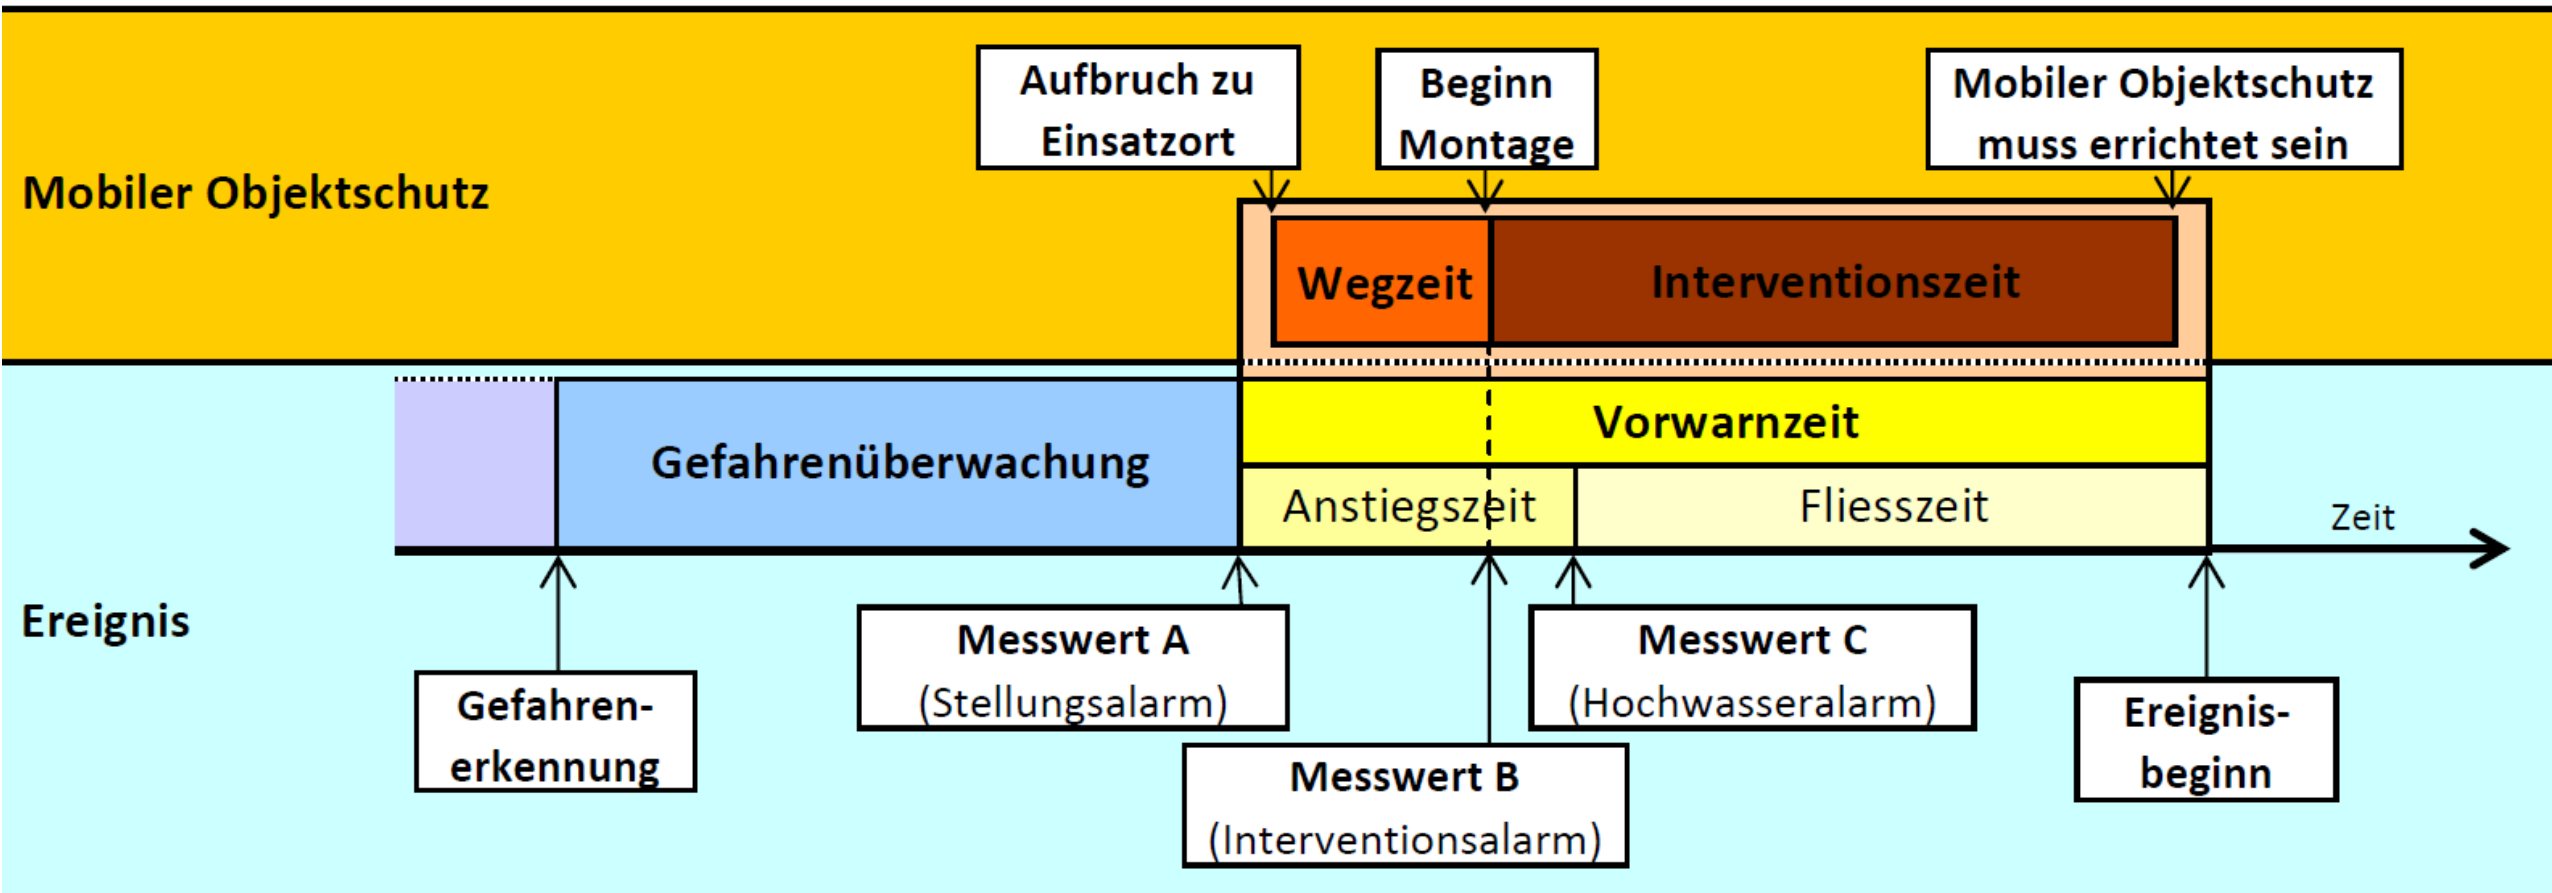 Aufbruch zu
Einsatzort
Beginn
Montage
Mobiler Objektschutz
muss errichtet sein
Mobiler Objektschutz
Wegzeit
Interventionszeit
Vorwarnzeit
Gefahrenüberwachung
Anstiegszeit
Fliesszeit
Zeit
Ereignis
Gefahren-
erkennung
Messwert A
(Stellungsalarm)
Messwert B
(Interventionsalarm)
Messwert C
(Hochwasseralarm)
Ereignis-
beginn